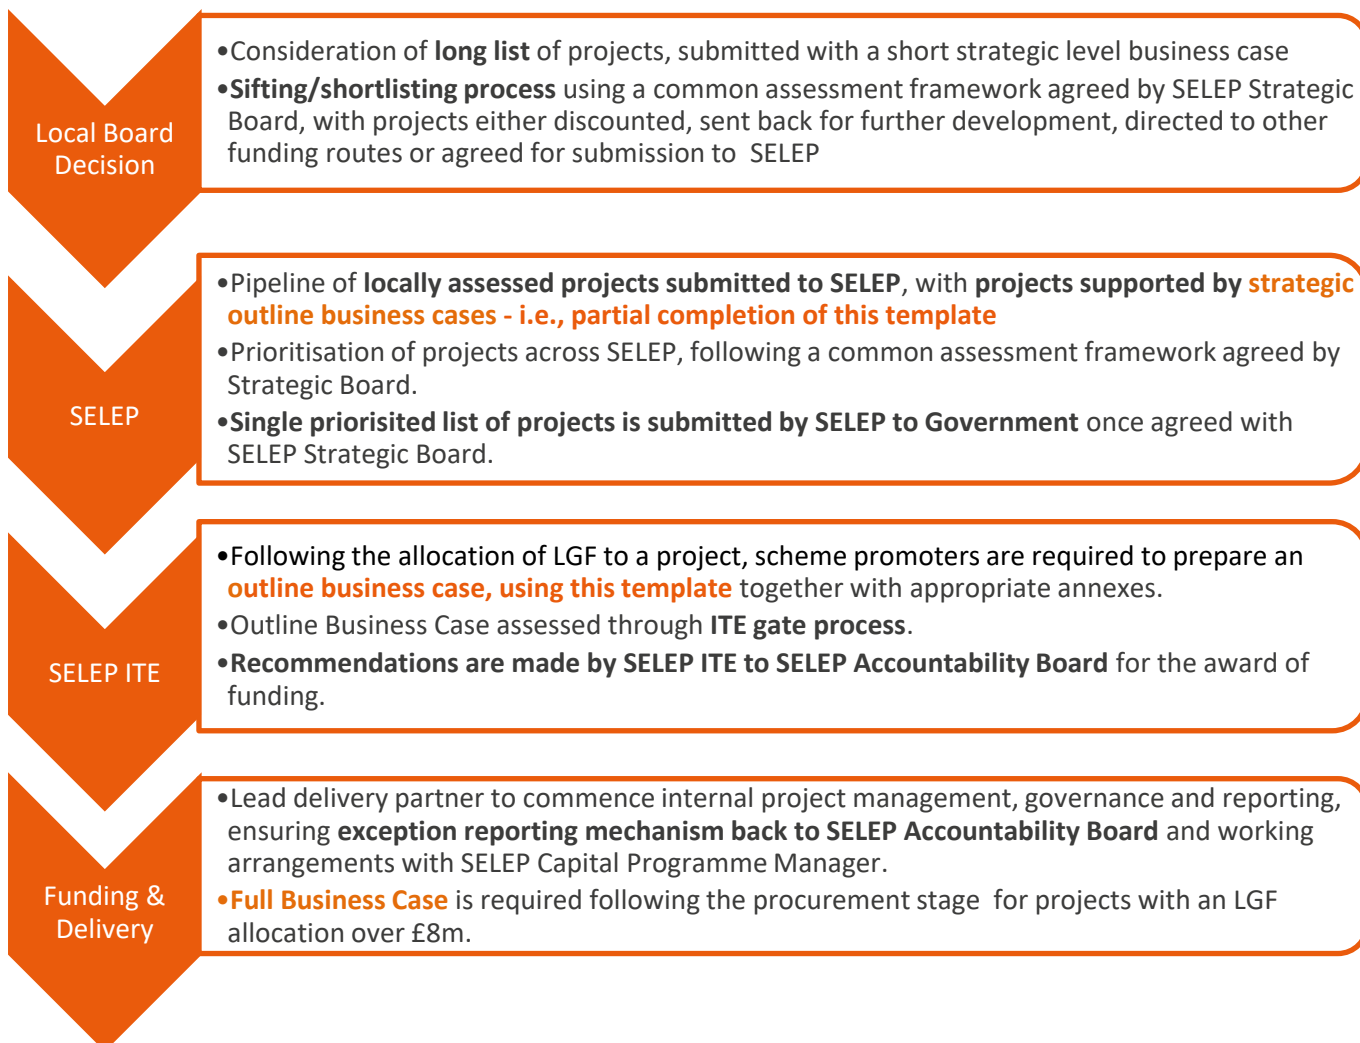 Local Board
Decision
•Consideration of long list of projects, submitted with a short strategic level business case
•Sifting/shortlisting process using a common assessment framework agreed by SELEP Strategic
Board, with projects either discounted, sent back for further development, directed to other
funding routes or agreed for submission to SELEP
SELEP
•Pipeline of locally assessed projects submitted to SELEP, with projects supported by strategic
outline business cases - i.e., partial completion of this template
•Prioritisation of projects across SELEP, following a common assessment framework agreed by
Strategic Board.
•Single priorisited list of projects is submitted by SELEP to Government once agreed with
SELEP Strategic Board.
SELEP ITE
•Following the allocation of LGF to a project, scheme promoters are required to prepare an
outline business case, using this template together with appropriate annexes.
•Outline Business Case assessed through ITE gate process.
•Recommendations are made by SELEP ITE to SELEP Accountability Board for the award of
funding.
Funding &
Delivery
•Lead delivery partner to commence internal project management, governance and reporting,
ensuring exception reporting mechanism back to SELEP Accountability Board and working
arrangements with SELEP Capital Programme Manager.
•Full Business Case is required following the procurement stage for projects with an LGF
allocation over £8m.